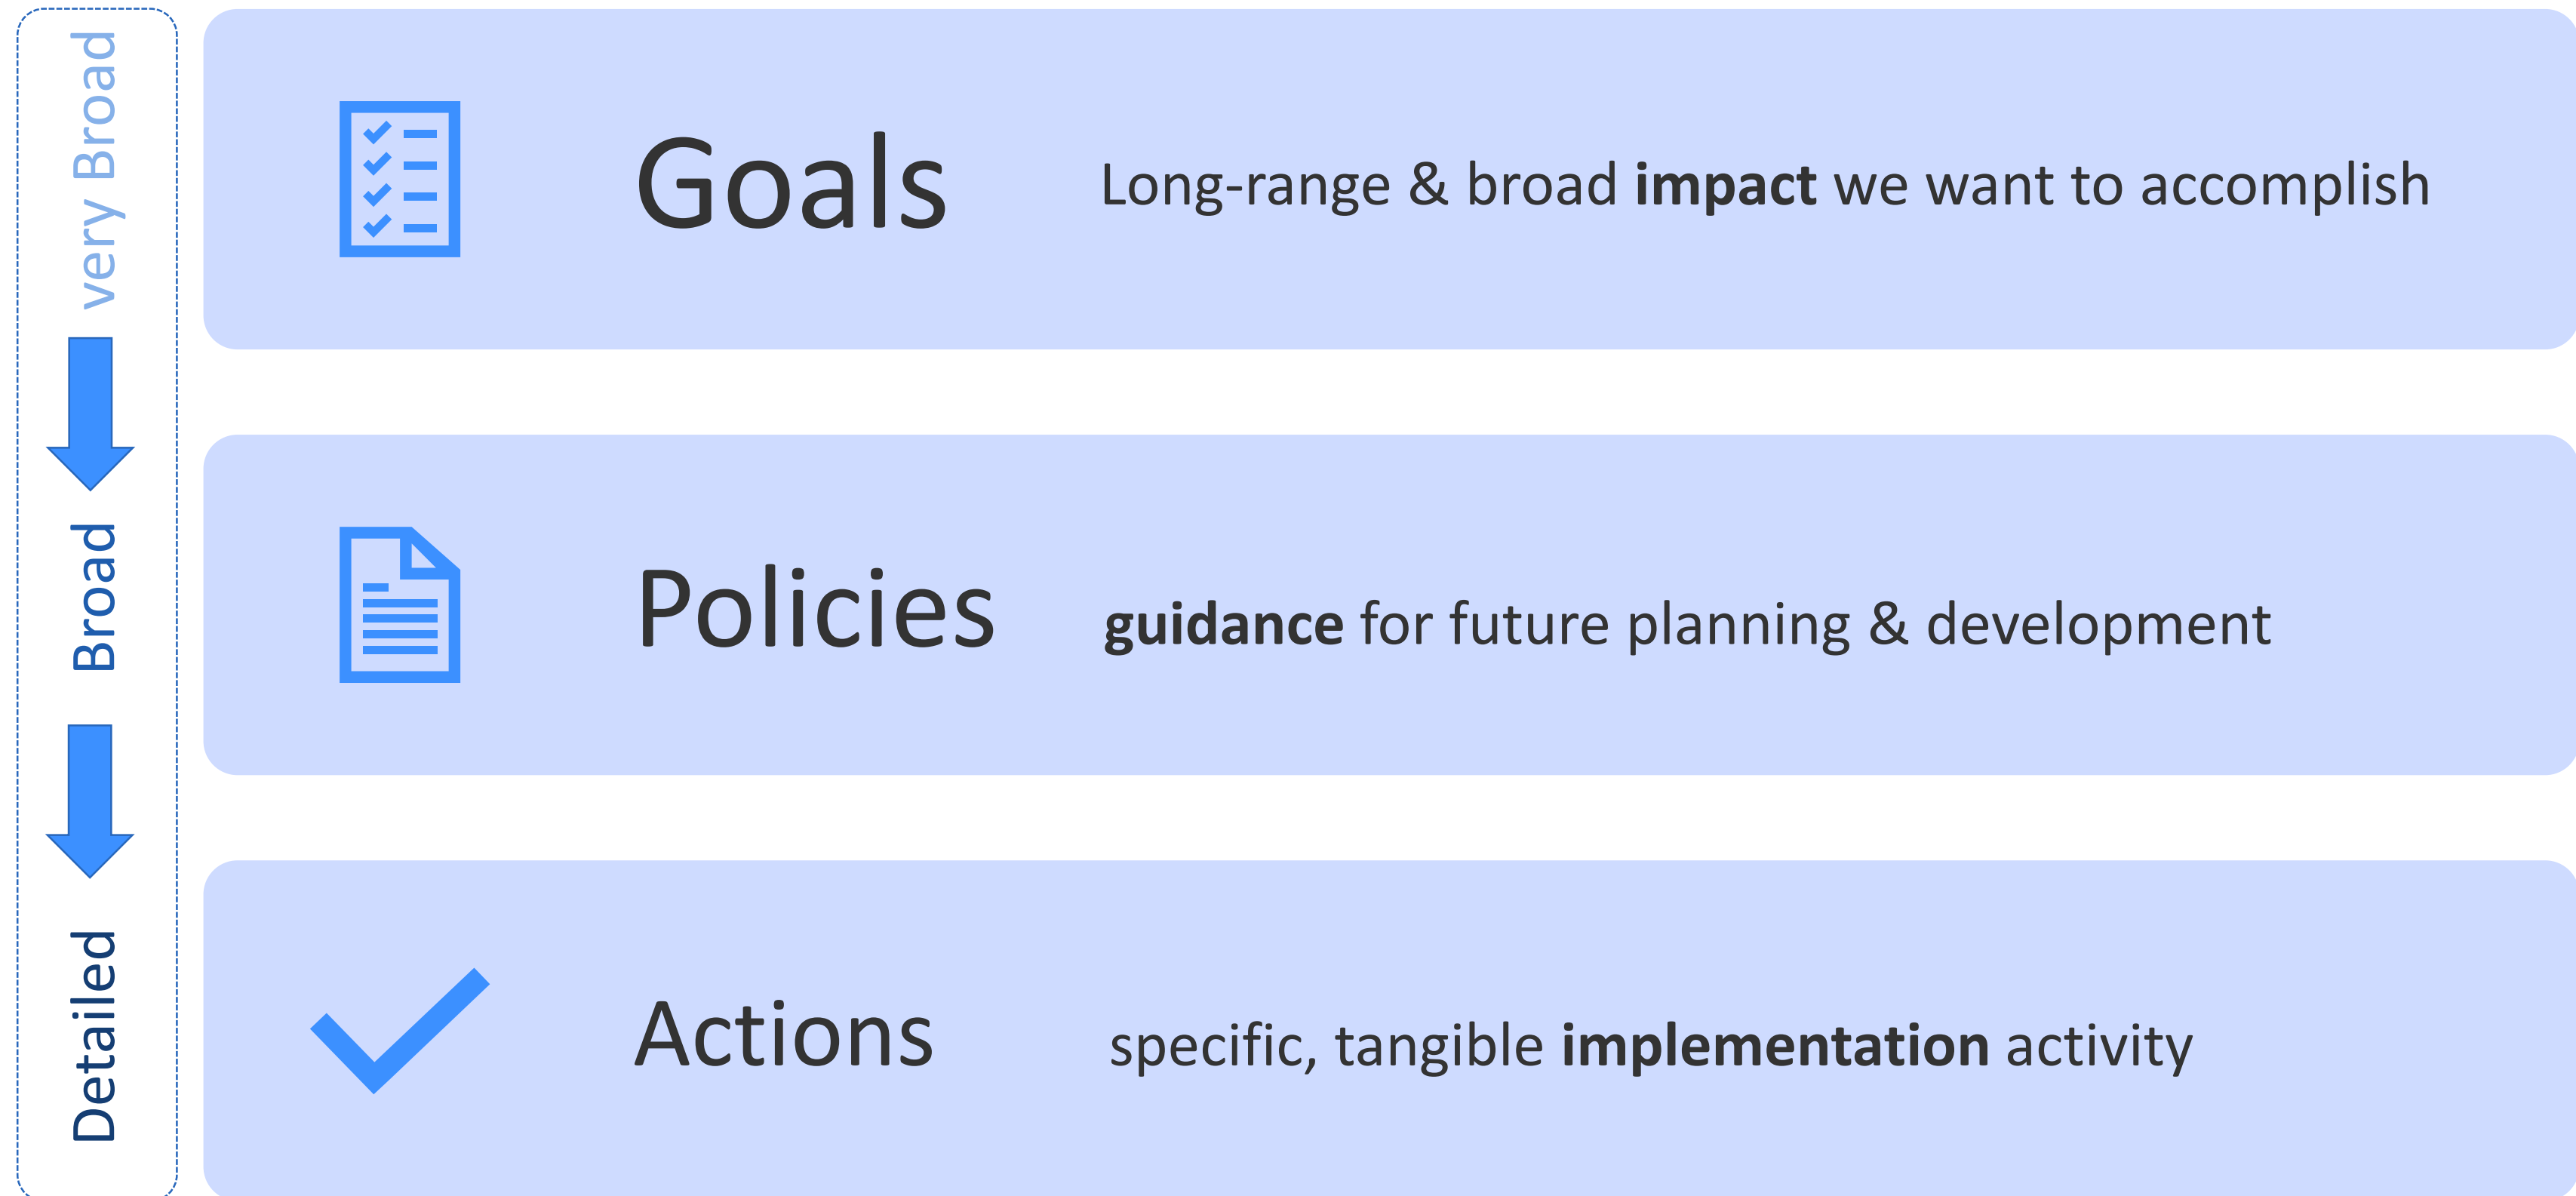 very Broad
Goals
Long-range & broad impact we want to accomplish
Broad
Policies
guidance for future planning & development
Detailed
Actions
specific, tangible implementation activity